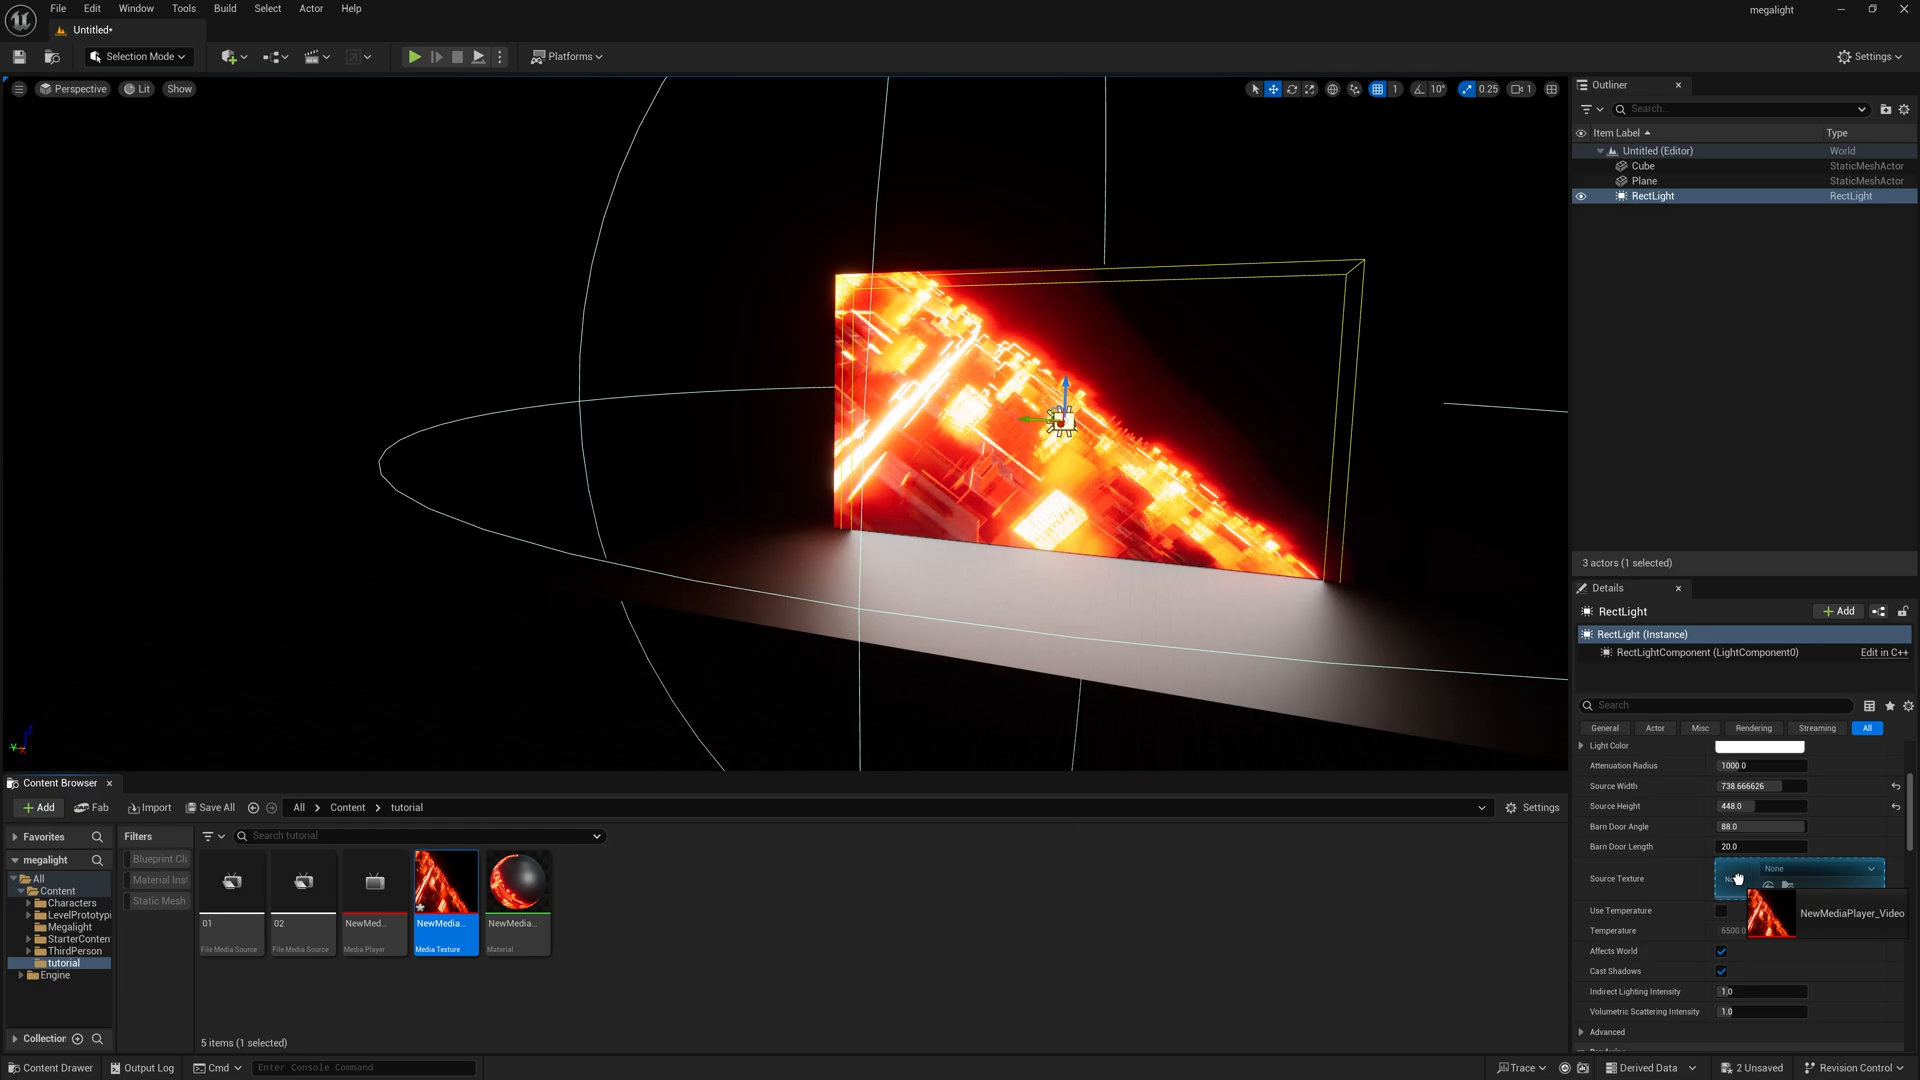 File Edit Window Tools Build Select Actor Help
megalight
Untitled*
Selection Mode
Platforms
Settings
Perspective Lit Show
1 10° 0.25 1
Outliner
Search...
Item Label Type
Untitled (Editor) World
Cube StaticMeshActor
Plane StaticMeshActor
RectLight RectLight
3 actors (1 selected)
Details
RectLight
Add
RectLight (Instance)
RectLightComponent (LightComponent0) Edit in C++
Search
General Actor Misc Rendering Streaming All
Light Color
Attenuation Radius 1000.0
Source Width 738.666626
Source Height 448.0
Barn Door Angle 88.0
Barn Door Length 20.0
Source Texture None
NewMediaPlayer_Video
Use Temperature
Temperature 6500.0
Affects World
Cast Shadows
Indirect Lighting Intensity 1.0
Volumetric Scattering Intensity 1.0
Advanced
Content Browser
Add Fab Import Save All All Content tutorial Settings
Favorites
megalight
All
Content
Characters
LevelPrototypi
Megalight
StarterConten
ThirdPerson
tutorial
Engine
Collection
Filters
Blueprint Cl
Material Ins
Static Mesh
Search tutorial
01
File Media Source
02
File Media Source
NewMed...
Media Player
NewMedia...
Media Texture
NewMedia...
Material
5 items (1 selected)
Content Drawer Output Log Cmd Enter Console Command
Trace Derived Data 2 Unsaved Revision Control